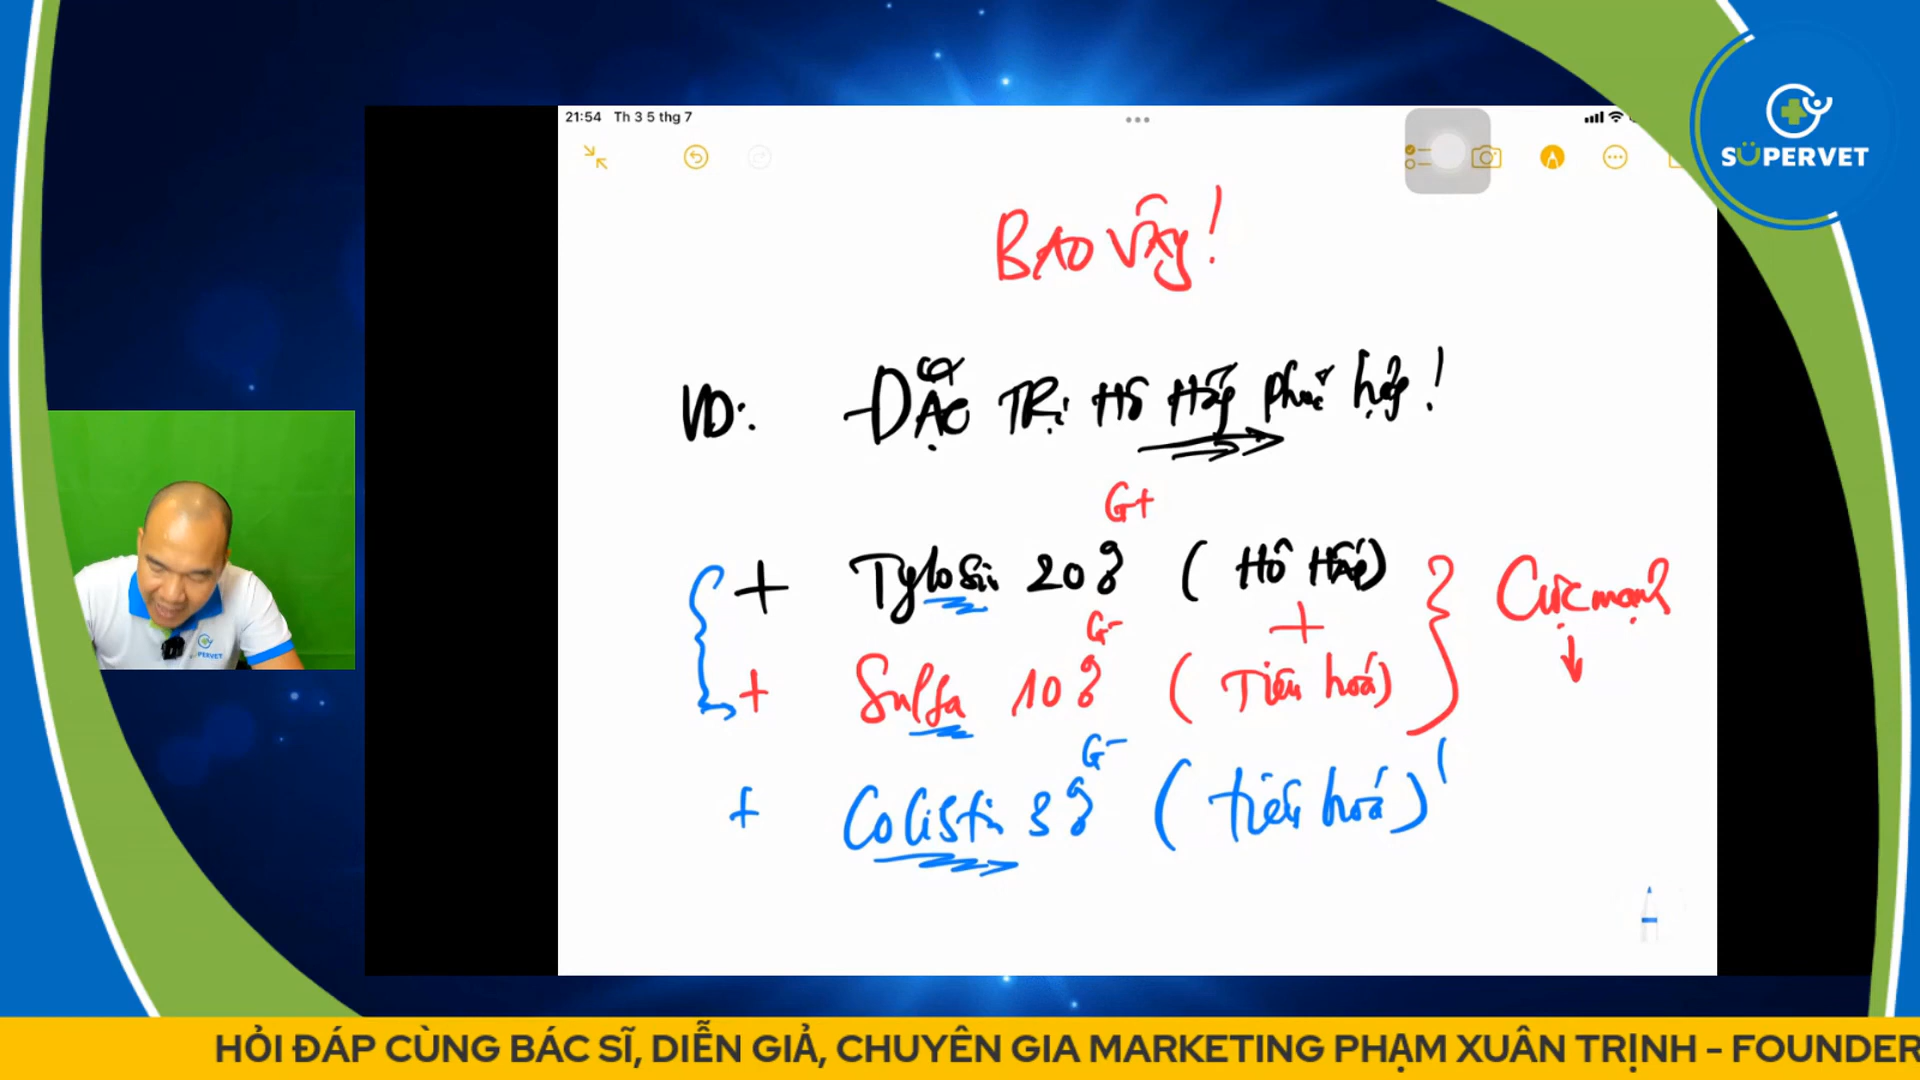 21:54 Th 3 5 thg 7
SÜPERVET
BAO VÂY!
VD: ĐẶC TRỊ HÔ HẤP phức hợp!
G+
+ Tylosin 20g (HÔ HẤP)
+
Cực mạnh
G-
+ Sulfa 10g (Tiêu hoá)
G-
+ Colistin 3g (tiêu hoá)
HỎI ĐÁP CÙNG BÁC SĨ, DIỄN GIẢ, CHUYÊN GIA MARKETING PHẠM XUÂN TRỊNH - FOUNDER